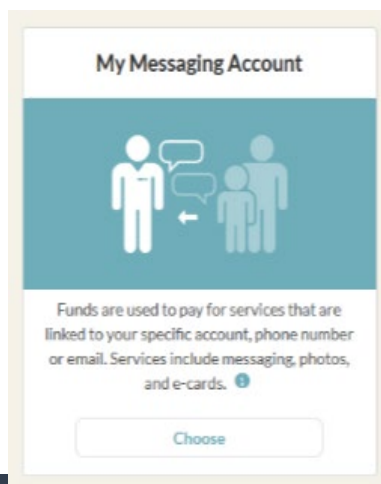 My Messaging Account
Funds are used to pay for services that are
linked to your specific account, phone number
or email. Services include messaging, photos,
and e-cards.
Choose